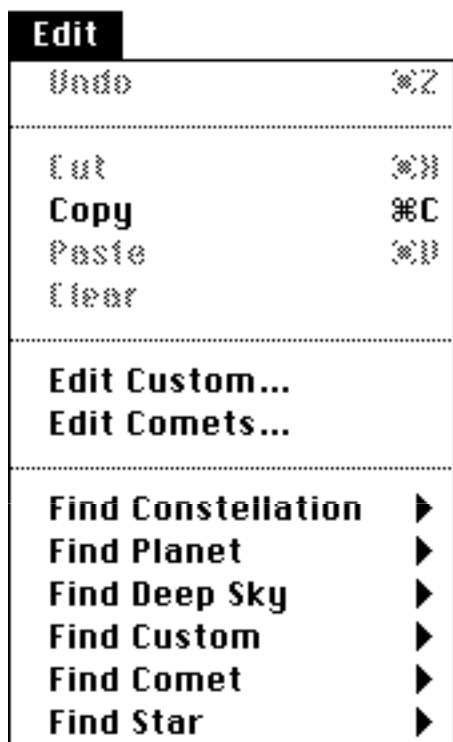 Edit
Undo ⌘Z
Cut ⌘X
Copy ⌘C
Paste ⌘V
Clear
Edit Custom...
Edit Comets...
Find Constellation ▶
Find Planet ▶
Find Deep Sky ▶
Find Custom ▶
Find Comet ▶
Find Star ▶